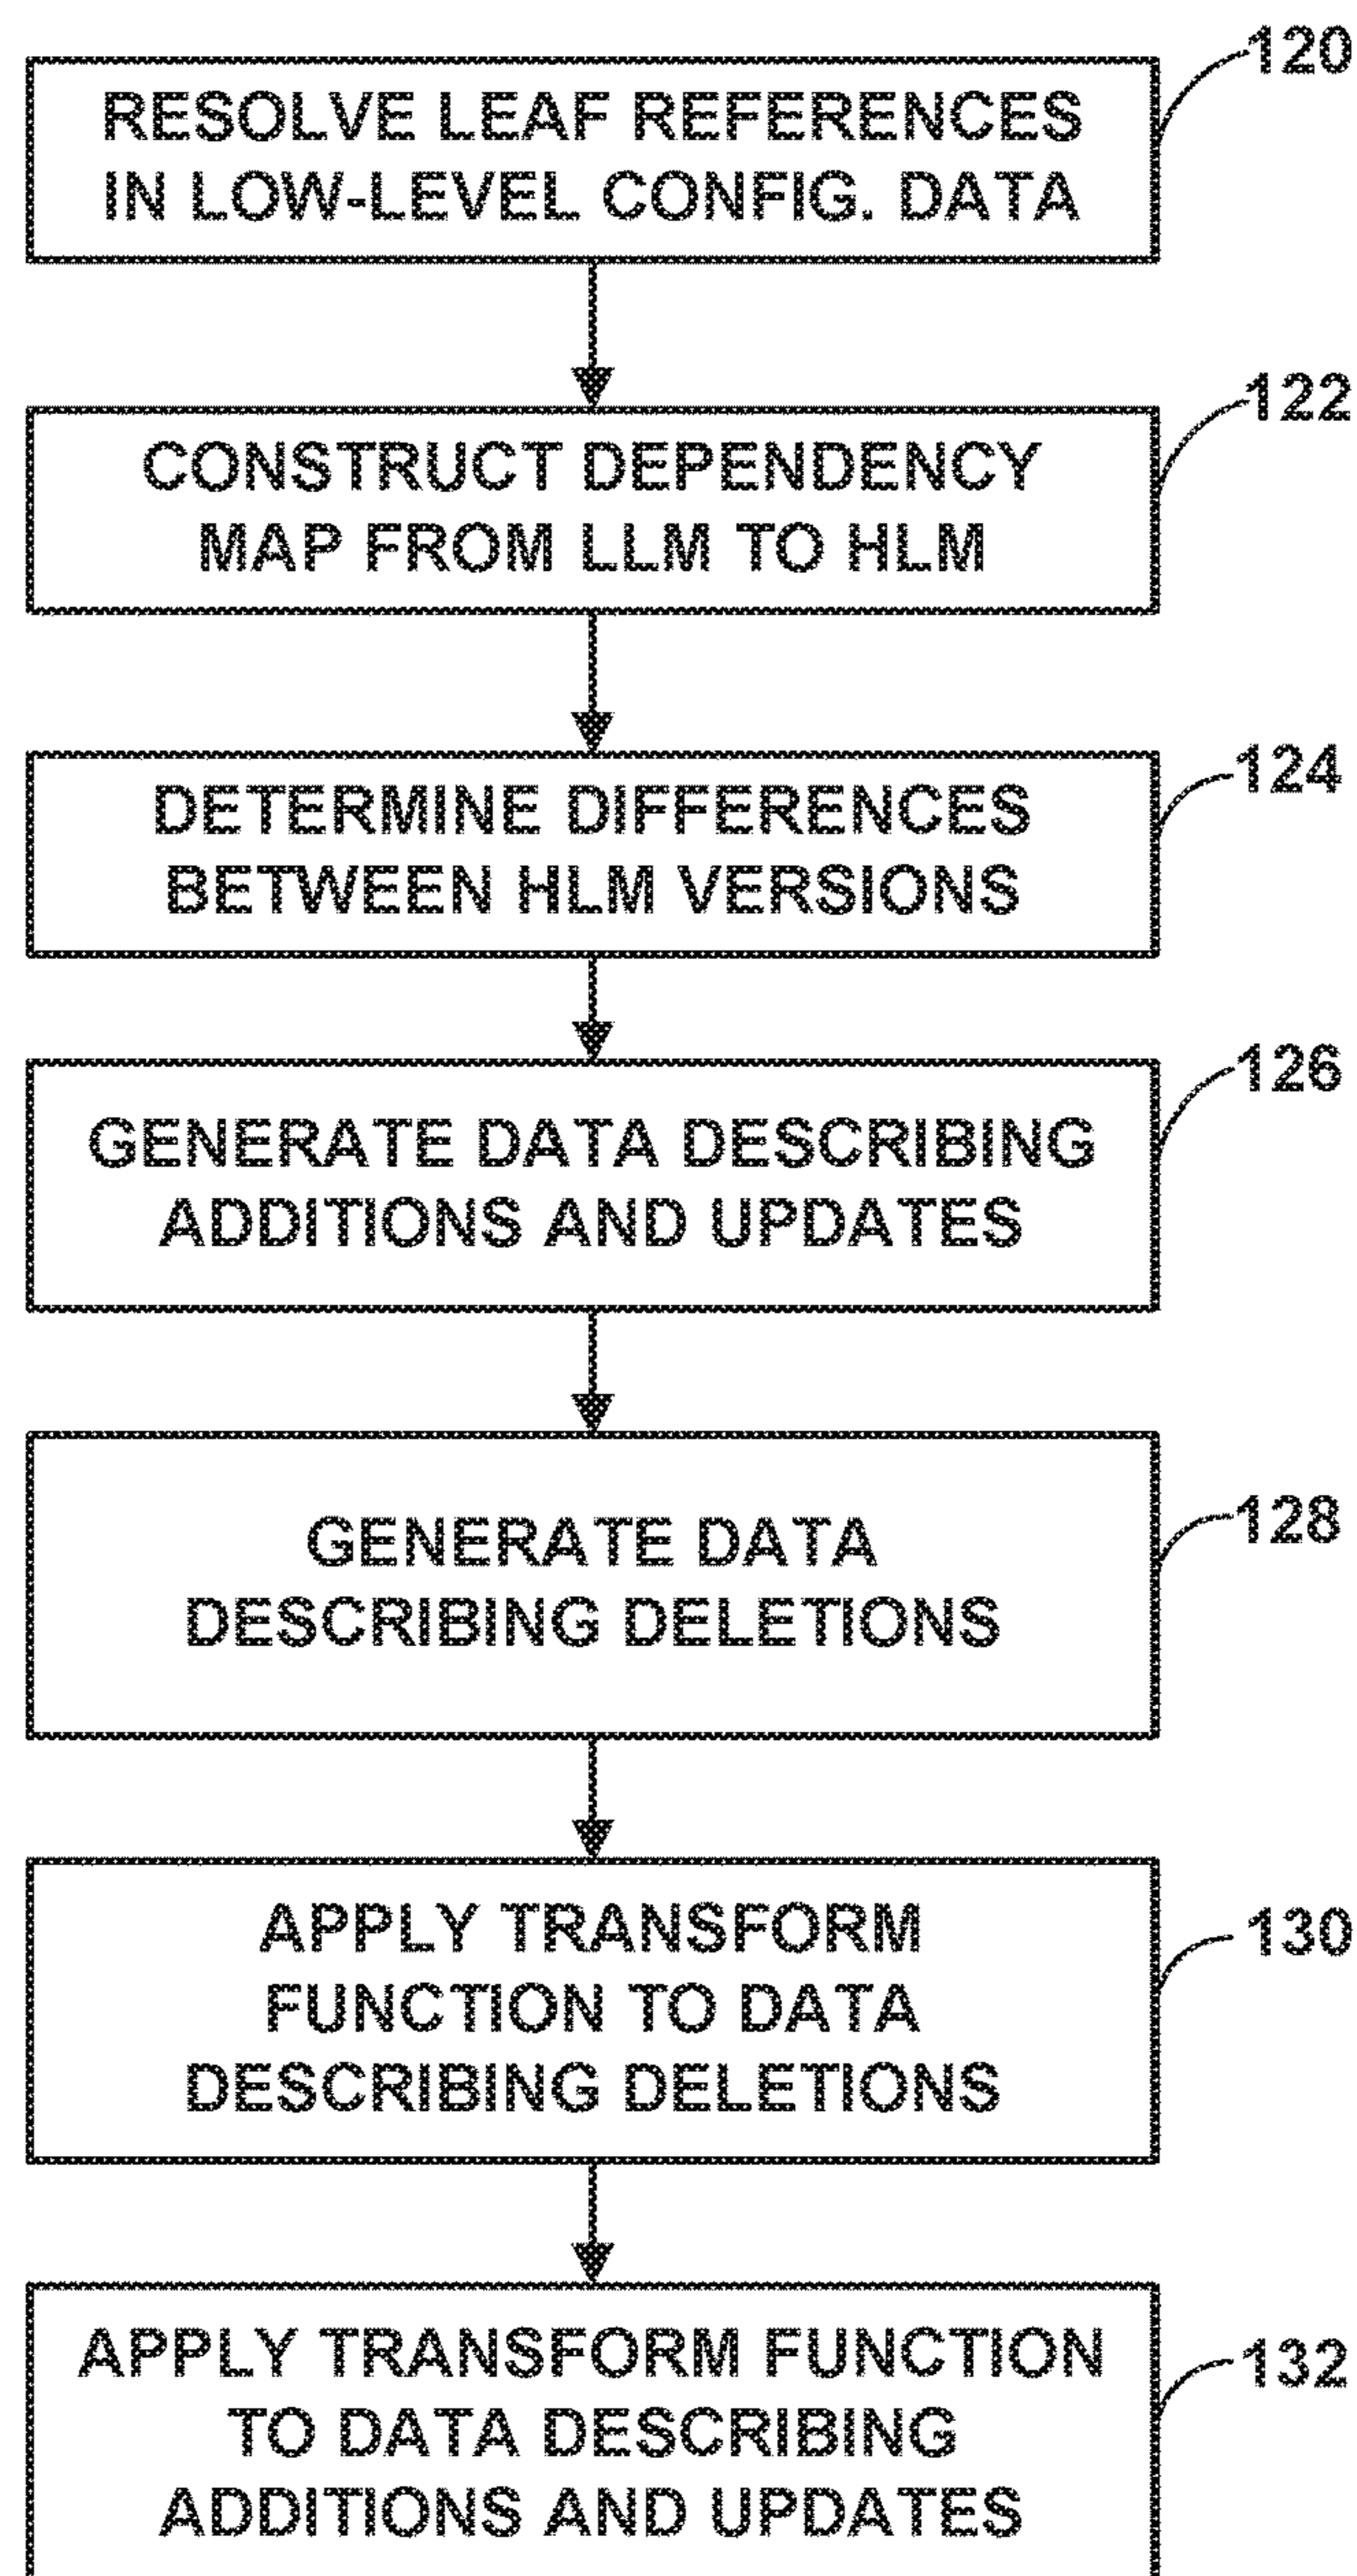 120
RESOLVE LEAF REFERENCES
IN LOW-LEVEL CONFIG. DATA
122
CONSTRUCT DEPENDENCY
MAP FROM LLM TO HLM
124
DETERMINE DIFFERENCES
BETWEEN HLM VERSIONS
126
GENERATE DATA DESCRIBING
ADDITIONS AND UPDATES
128
GENERATE DATA
DESCRIBING DELETIONS
130
APPLY TRANSFORM
FUNCTION TO DATA
DESCRIBING DELETIONS
132
APPLY TRANSFORM FUNCTION
TO DATA DESCRIBING
ADDITIONS AND UPDATES